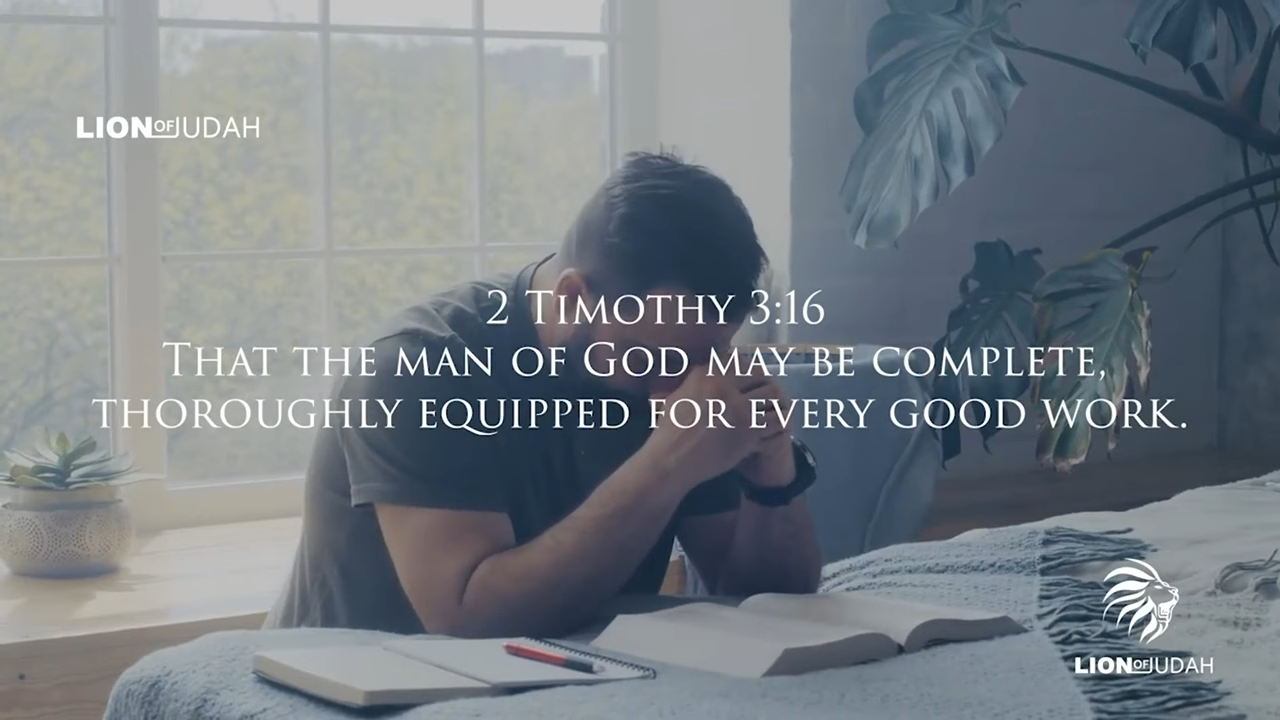 LION OF JUDAH
2 Timothy 3:16
That the man of God may be complete,
thoroughly equipped for every good work.
LION OF JUDAH